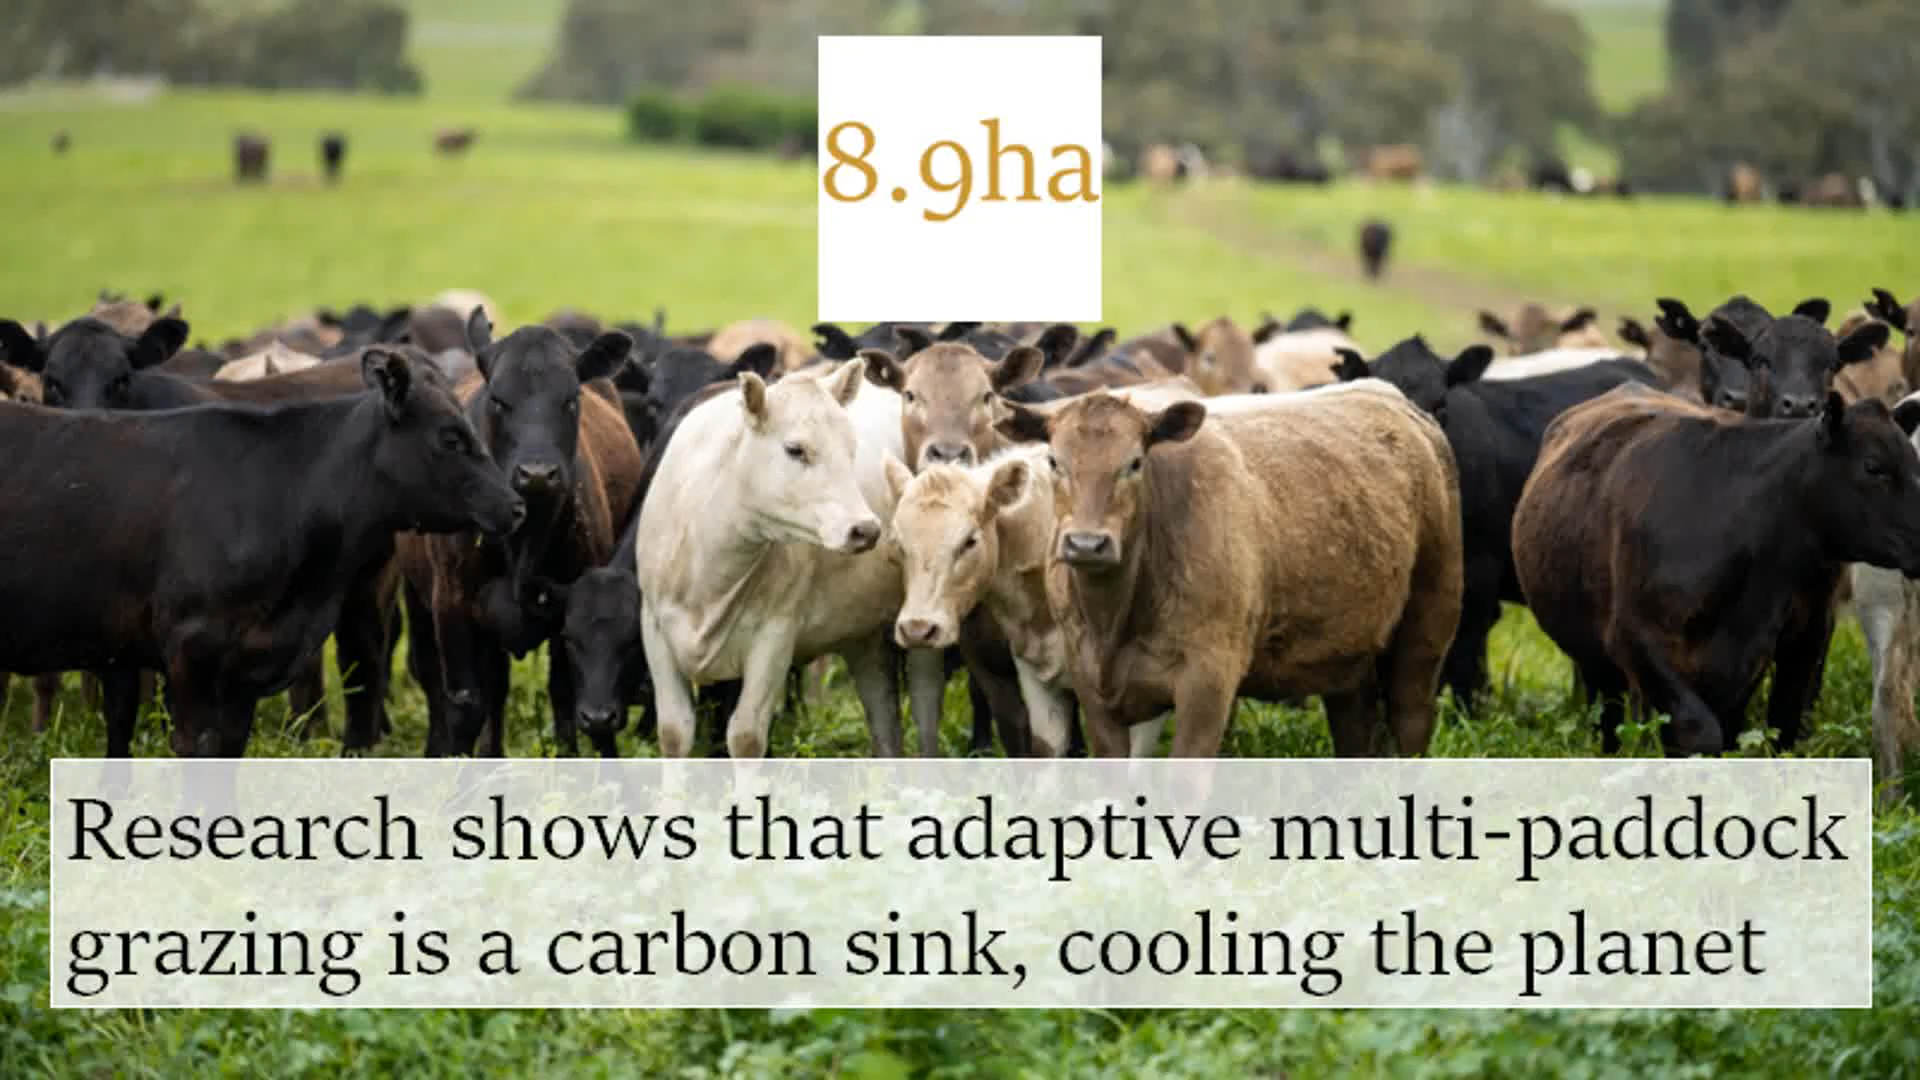 8.9ha
Research shows that adaptive multi-paddock
grazing is a carbon sink, cooling the planet